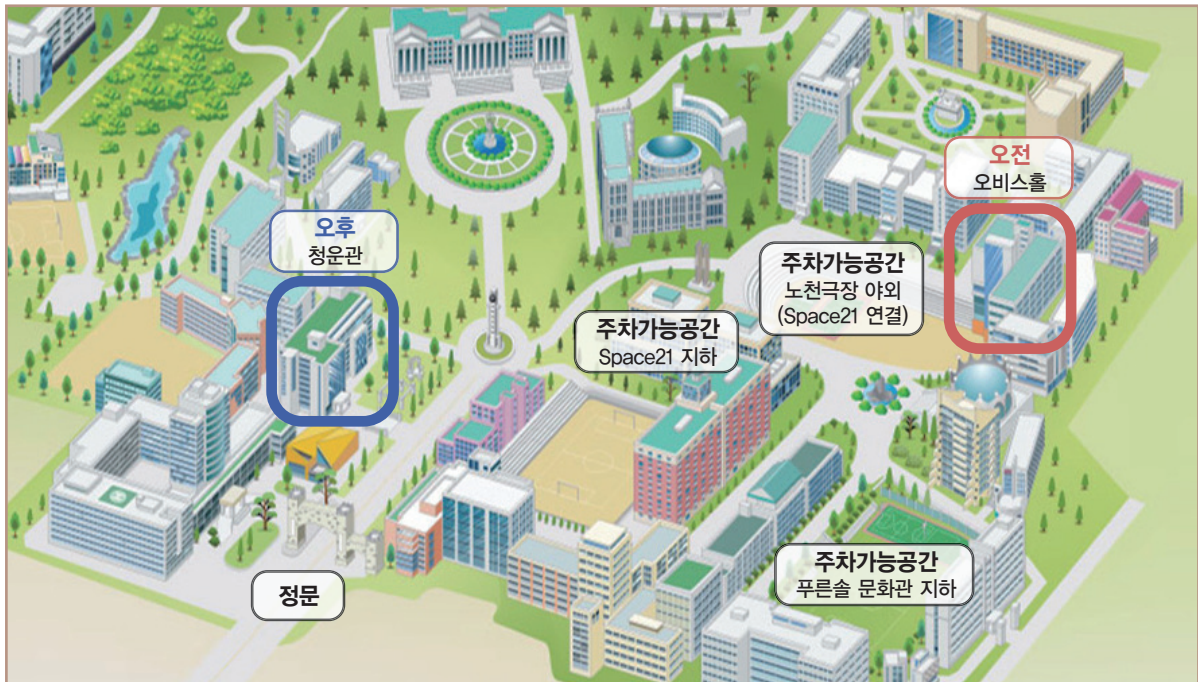 오전
오비스홀
오후
청운관
주차가능공간
노천극장 야외
(Space21 연결)
주차가능공간
Space21 지하
주차가능공간
푸른솔 문화관 지하
정문